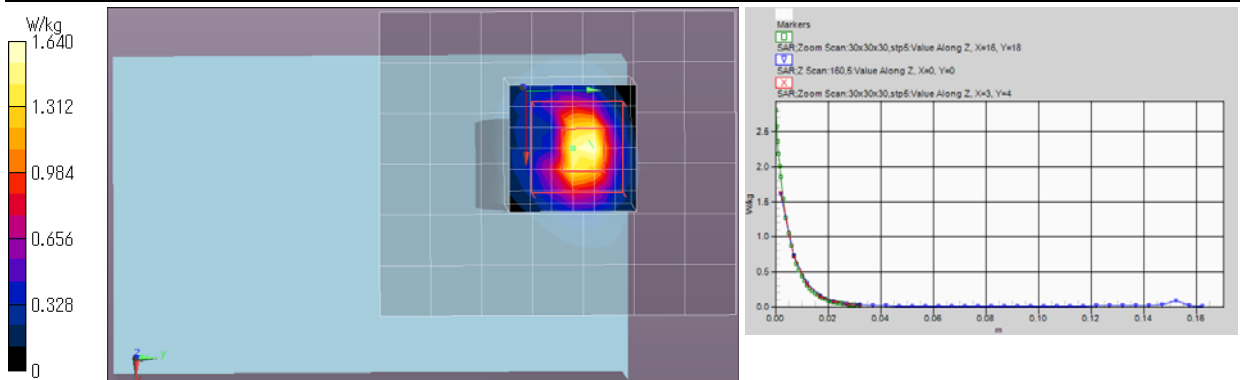 W/kg
1.640
1.312
0.984
0.656
0.328
0
z
y
Markers
SAR;Zoom Scan:30x30x30,stp5:Value Along Z, X=16, Y=18
SAR;Z Scan:160,5:Value Along Z, X=0, Y=0
SAR;Zoom Scan:30x30x30,stp5:Value Along Z, X=3, Y=4
W/kg
2.5
2.0
1.5
1.0
0.5
0.0
0.00 0.02 0.04 0.06 0.08 0.10 0.12 0.14 0.16
m